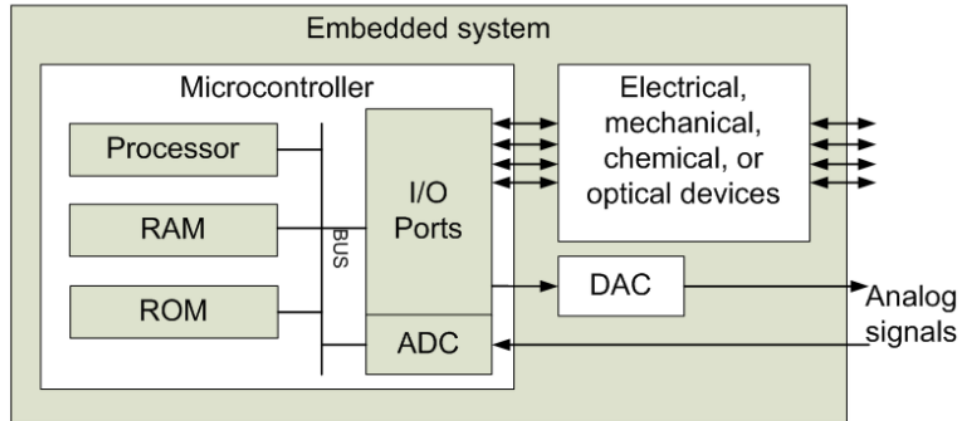 Embedded system
Microcontroller
Processor
RAM
ROM
BUS
I/O
Ports
ADC
Electrical,
mechanical,
chemical, or
optical devices
DAC
Analog
signals